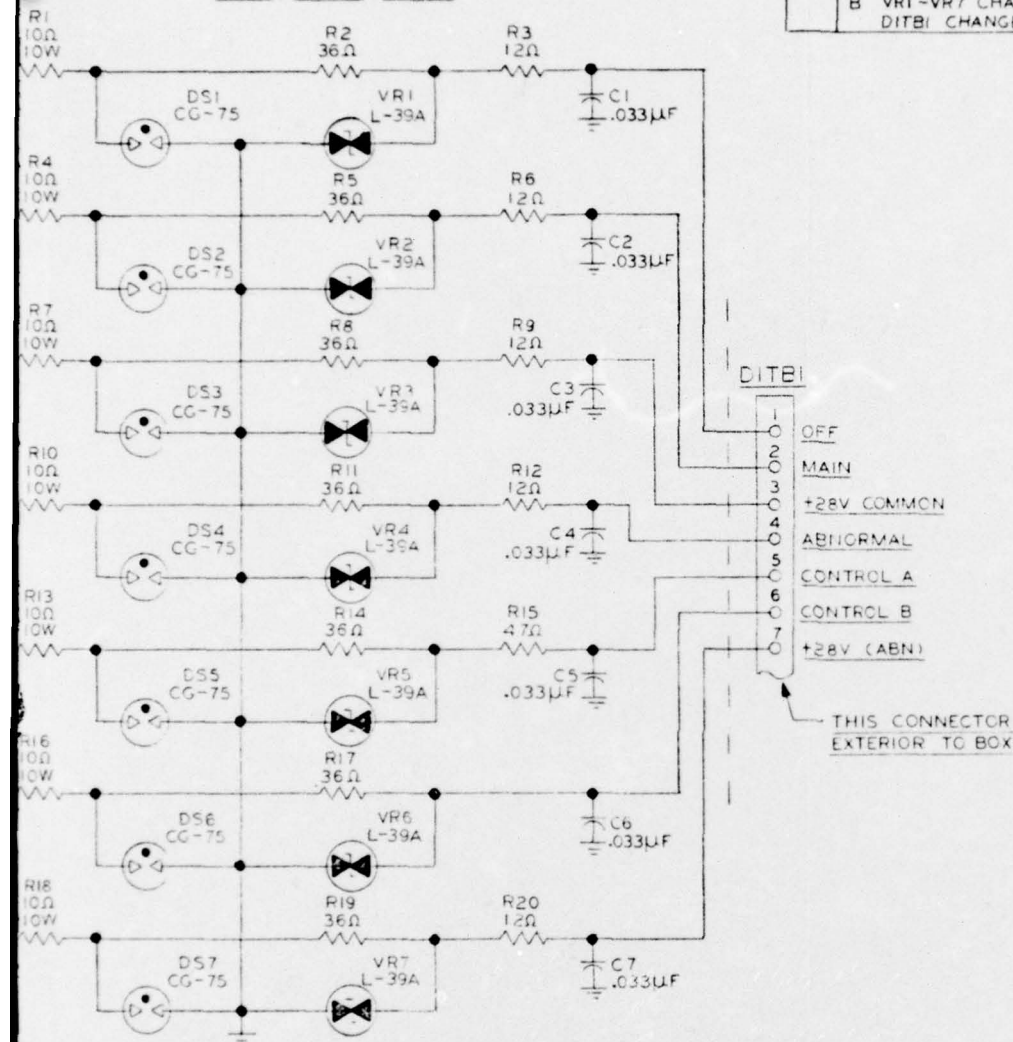 B VR1-VR7 CHA
DITB1 CHANG
R1
10Ω
10W
R2
36Ω
R3
12Ω
DS1
CG-75
VR1
L-39A
C1
.033µF
R4
10Ω
10W
R5
36Ω
R6
12Ω
DS2
CG-75
VR2
L-39A
C2
.033µF
R7
10Ω
10W
R8
36Ω
R9
12Ω
DS3
CG-75
VR3
L-39A
C3
.033µF
R10
10Ω
10W
R11
36Ω
R12
12Ω
DS4
CG-75
VR4
L-39A
C4
.033µF
R13
10Ω
10W
R14
36Ω
R15
47Ω
DS5
CG-75
VR5
L-39A
C5
.033µF
R16
10Ω
10W
R17
36Ω
DS6
CG-75
VR6
L-39A
C6
.033µF
R18
10Ω
10W
R19
36Ω
R20
12Ω
DS7
CG-75
VR7
L-39A
C7
.033µF
DITB1
1
OFF
2
MAIN
3
+28V COMMON
4
ABNORMAL
5
CONTROL A
6
CONTROL B
7
+28V (ABN)
THIS CONNECTOR
EXTERIOR TO BOX